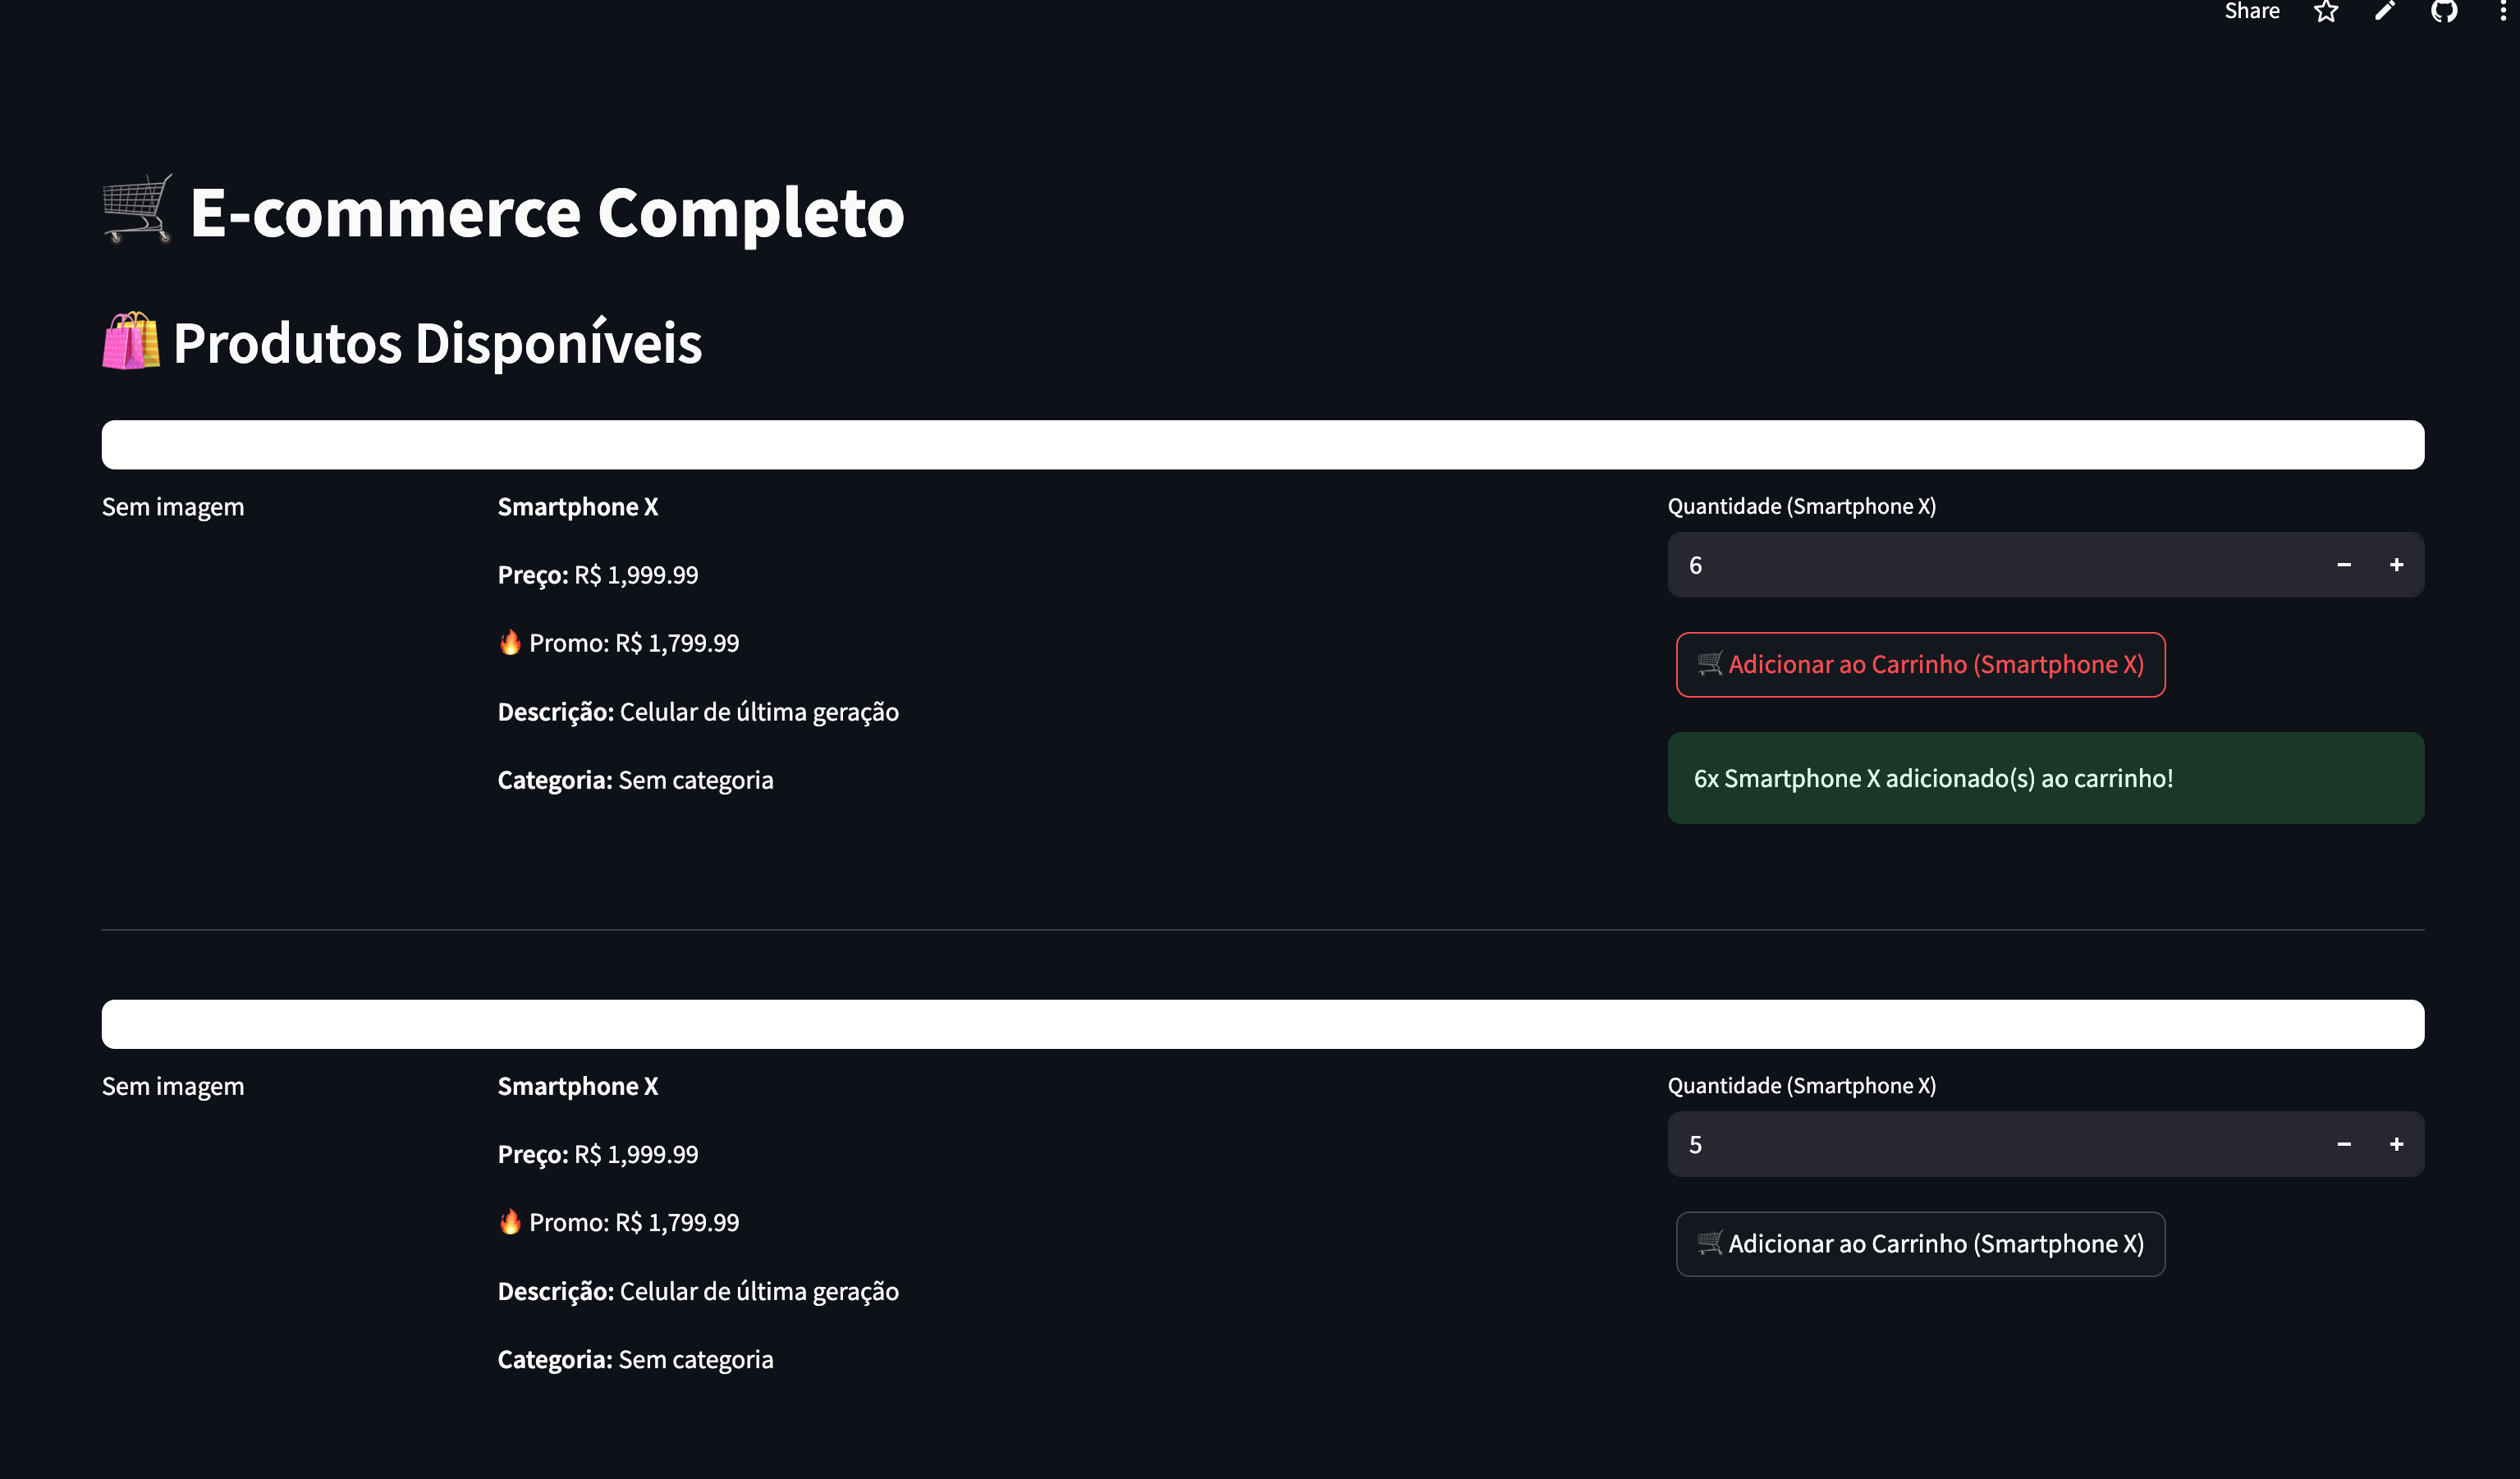 Share
🛒 E-commerce Completo
🛍️ Produtos Disponíveis
Sem imagem
Smartphone X
Preço: R$ 1,999.99
🔥 Promo: R$ 1,799.99
Descrição: Celular de última geração
Categoria: Sem categoria
Quantidade (Smartphone X)
6
🛒 Adicionar ao Carrinho (Smartphone X)
6x Smartphone X adicionado(s) ao carrinho!
Sem imagem
Smartphone X
Preço: R$ 1,999.99
🔥 Promo: R$ 1,799.99
Descrição: Celular de última geração
Categoria: Sem categoria
Quantidade (Smartphone X)
5
🛒 Adicionar ao Carrinho (Smartphone X)